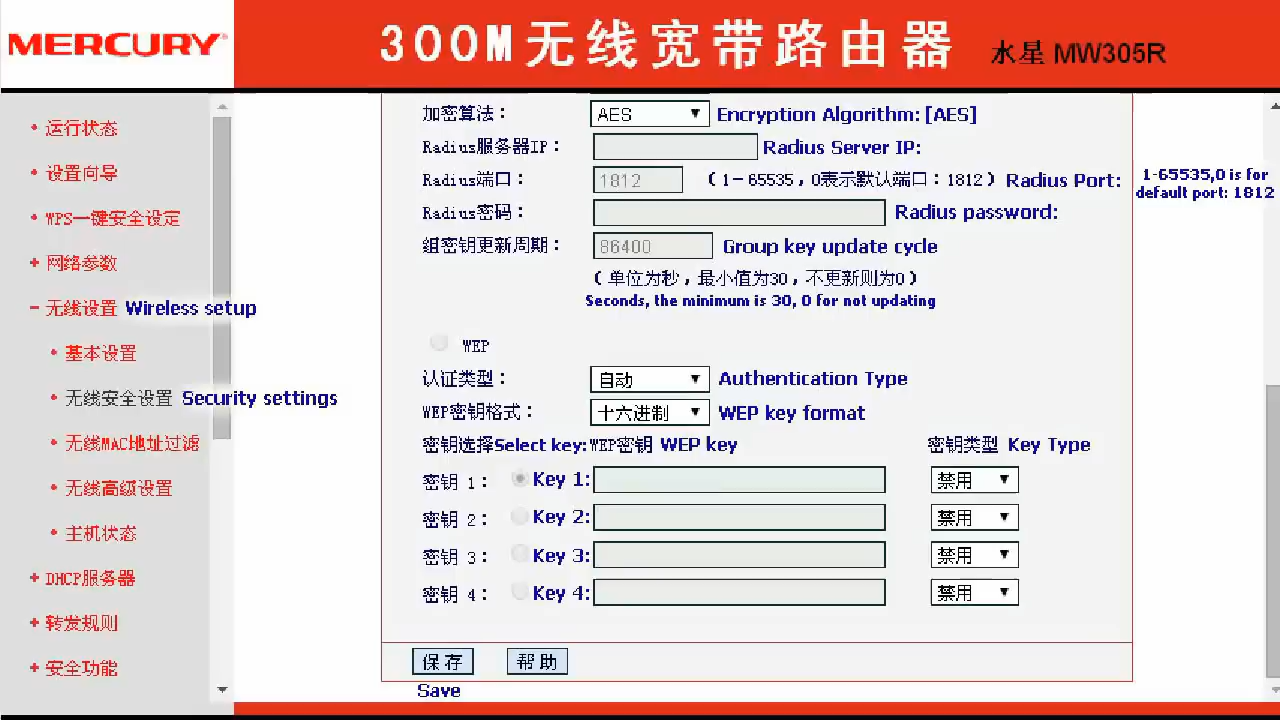 MERCURY
300M无线宽带路由器 水星 MW305R
运行状态
设置向导
WPS一键安全设定
+ 网络参数
- 无线设置 Wireless setup
基本设置
无线安全设置 Security settings
无线MAC地址过滤
无线高级设置
主机状态
+ DHCP服务器
+ 转发规则
+ 安全功能
加密算法： AES Encryption Algorithm: [AES]
Radius服务器IP： Radius Server IP:
Radius端口： 1812 （1-65535，0表示默认端口：1812） Radius Port: 1-65535,0 is for
default port: 1812
Radius密码： Radius password:
组密钥更新周期： 86400 Group key update cycle
（单位为秒，最小值为30，不更新则为0）
Seconds, the minimum is 30, 0 for not updating
WEP
认证类型： 自动 Authentication Type
WEP密钥格式： 十六进制 WEP key format
密钥选择 Select key: WEP密钥 WEP key 密钥类型 Key Type
密钥 1： Key 1: 禁用
密钥 2： Key 2: 禁用
密钥 3： Key 3: 禁用
密钥 4： Key 4: 禁用
保存 帮助
Save